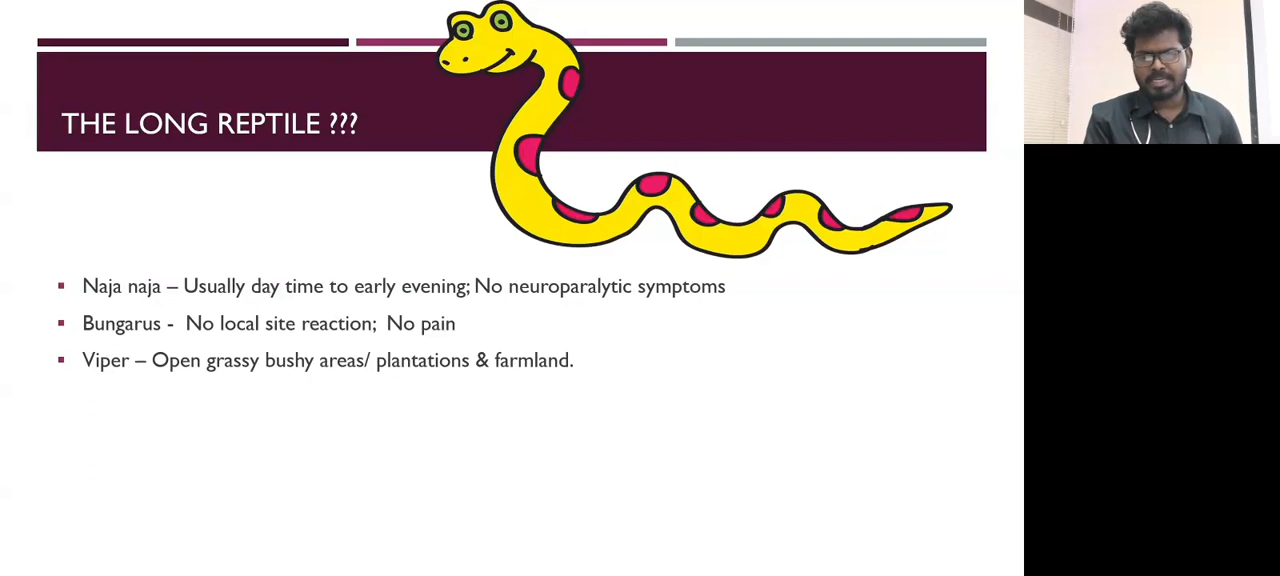 THE LONG REPTILE ???
Naja naja – Usually day time to early evening; No neuroparalytic symptoms
Bungarus - No local site reaction; No pain
Viper – Open grassy bushy areas/ plantations & farmland.